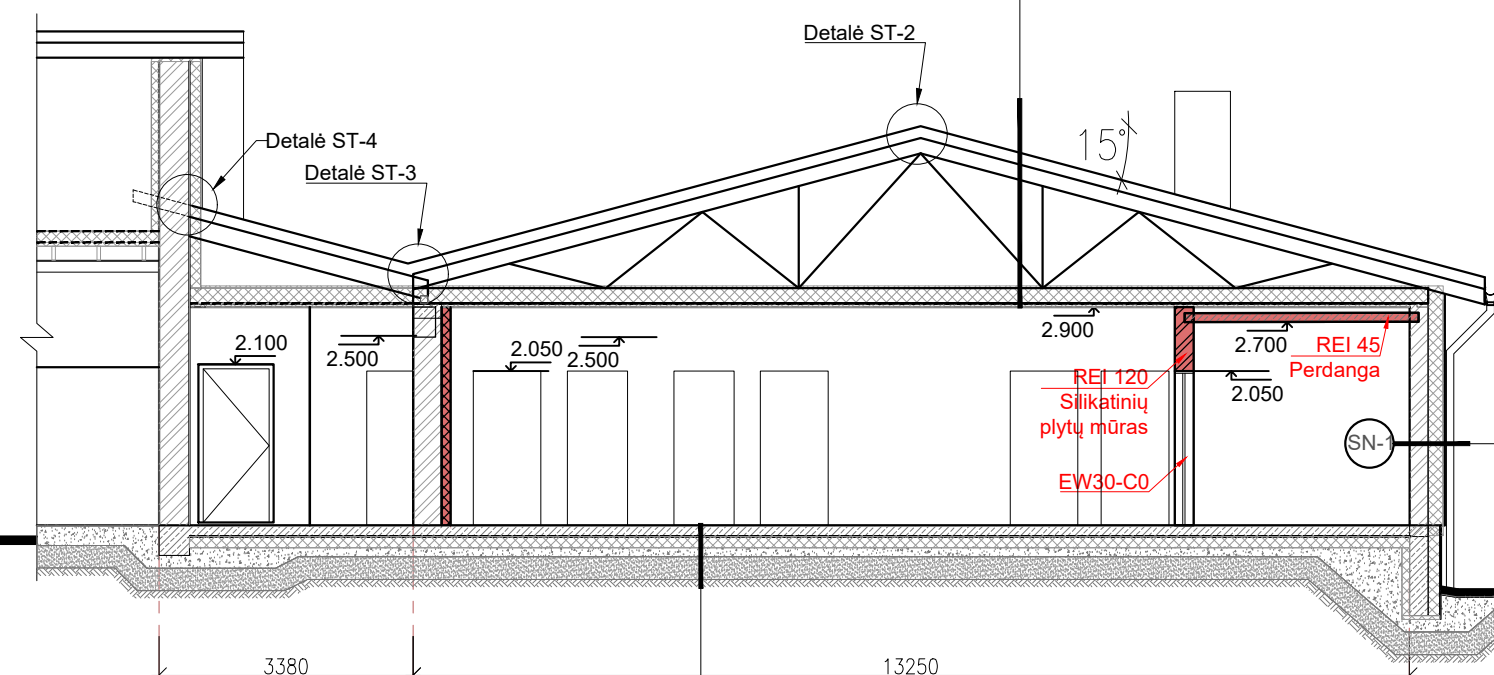 Detalė ST-2
Detalė ST-4
Detalė ST-3
15°
2.100
2.500
2.050
2.500
2.900
2.700
REI 45
Perdanga
REI 120
Silikatinių
plytų mūras
2.050
SN-1
EW30-C0
3380
13250